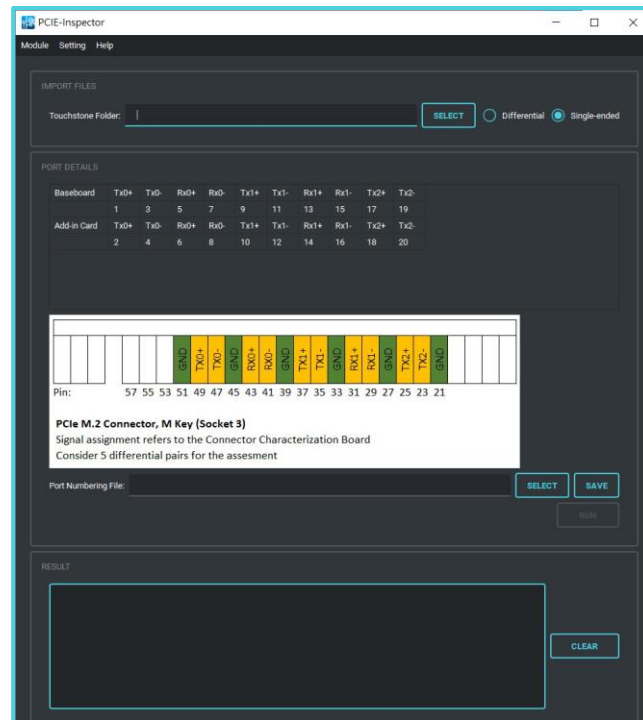 PCIE-Inspector
Module Setting Help
IMPORT FILES
Touchstone Folder: SELECT Differential Single-ended
PORT DETAILS
Baseboard Tx0+ Tx0- Rx0+ Rx0- Tx1+ Tx1- Rx1+ Rx1- Tx2+ Tx2-
1 3 5 7 9 11 13 15 17 19
Add-in Card Tx0+ Tx0- Rx0+ Rx0- Tx1+ Tx1- Rx1+ Rx1- Tx2+ Tx2-
2 4 6 8 10 12 14 16 18 20
GND TX0+ TX0- GND RX0+ RX0- GND TX1+ TX1- GND RX1+ RX1- GND TX2+ TX2- GND
Pin: 57 55 53 51 49 47 45 43 41 39 37 35 33 31 29 27 25 23 21
PCIe M.2 Connector, M Key (Socket 3)
Signal assignment refers to the Connector Characterization Board
Consider 5 differential pairs for the assesment
Port Numbering File: SELECT SAVE
RUN
RESULT
CLEAR